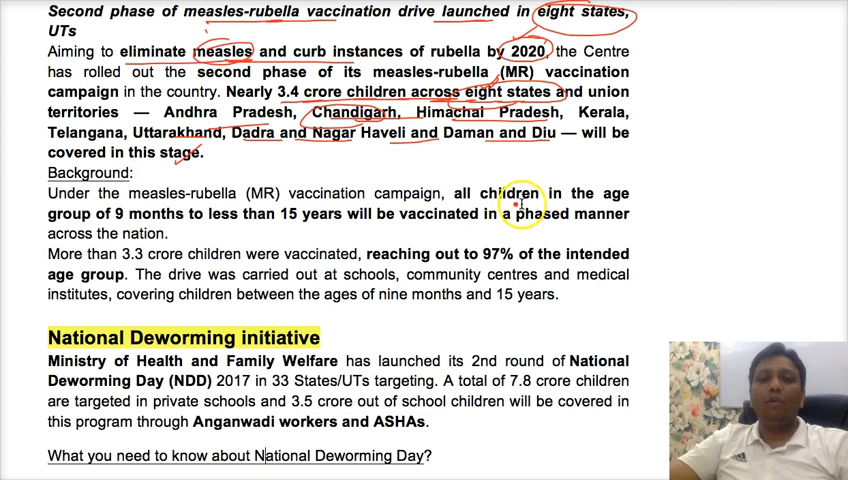 Second phase of measles-rubella vaccination drive launched in eight states,
UTs
Aiming to eliminate measles and curb instances of rubella by 2020, the Centre
has rolled out the second phase of its measles-rubella (MR) vaccination
campaign in the country. Nearly 3.4 crore children across eight states and union
territories — Andhra Pradesh, Chandigarh, Himachal Pradesh, Kerala,
Telangana, Uttarakhand, Dadra and Nagar Haveli and Daman and Diu — will be
covered in this stage.
Background:
Under the measles-rubella (MR) vaccination campaign, all children in the age
group of 9 months to less than 15 years will be vaccinated in a phased manner
across the nation.
More than 3.3 crore children were vaccinated, reaching out to 97% of the intended
age group. The drive was carried out at schools, community centres and medical
institutes, covering children between the ages of nine months and 15 years.
National Deworming initiative
Ministry of Health and Family Welfare has launched its 2nd round of National
Deworming Day (NDD) 2017 in 33 States/UTs targeting. A total of 7.8 crore children
are targeted in private schools and 3.5 crore out of school children will be covered in
this program through Anganwadi workers and ASHAs.
What you need to know about National Deworming Day?